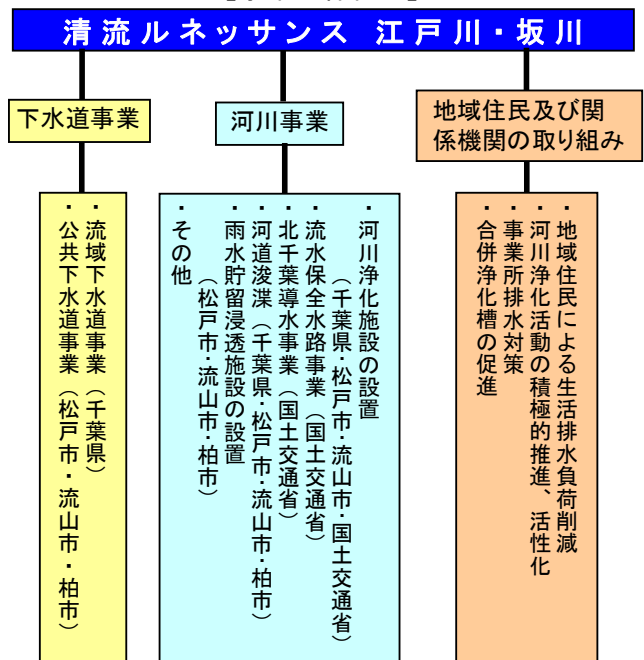 清流ルネッサンス 江戸川・坂川
下水道事業
・流域下水道事業（千葉県）
・公共下水道事業（松戸市・流山市・柏市）
河川事業
・河川浄化施設の設置
（千葉県・松戸市・流山市・国土交通省）
・流水保全水路事業（国土交通省）
・北千葉導水事業（国土交通省）
・河道浚渫（千葉県・松戸市・流山市・柏市）
・雨水貯留浸透施設の設置
（松戸市・流山市・柏市）
・その他
地域住民及び関
係機関の取り組み
・地域住民による生活排水負荷削減
・河川浄化活動の積極的推進、活性化
・事業所排水対策
・合併浄化槽の促進